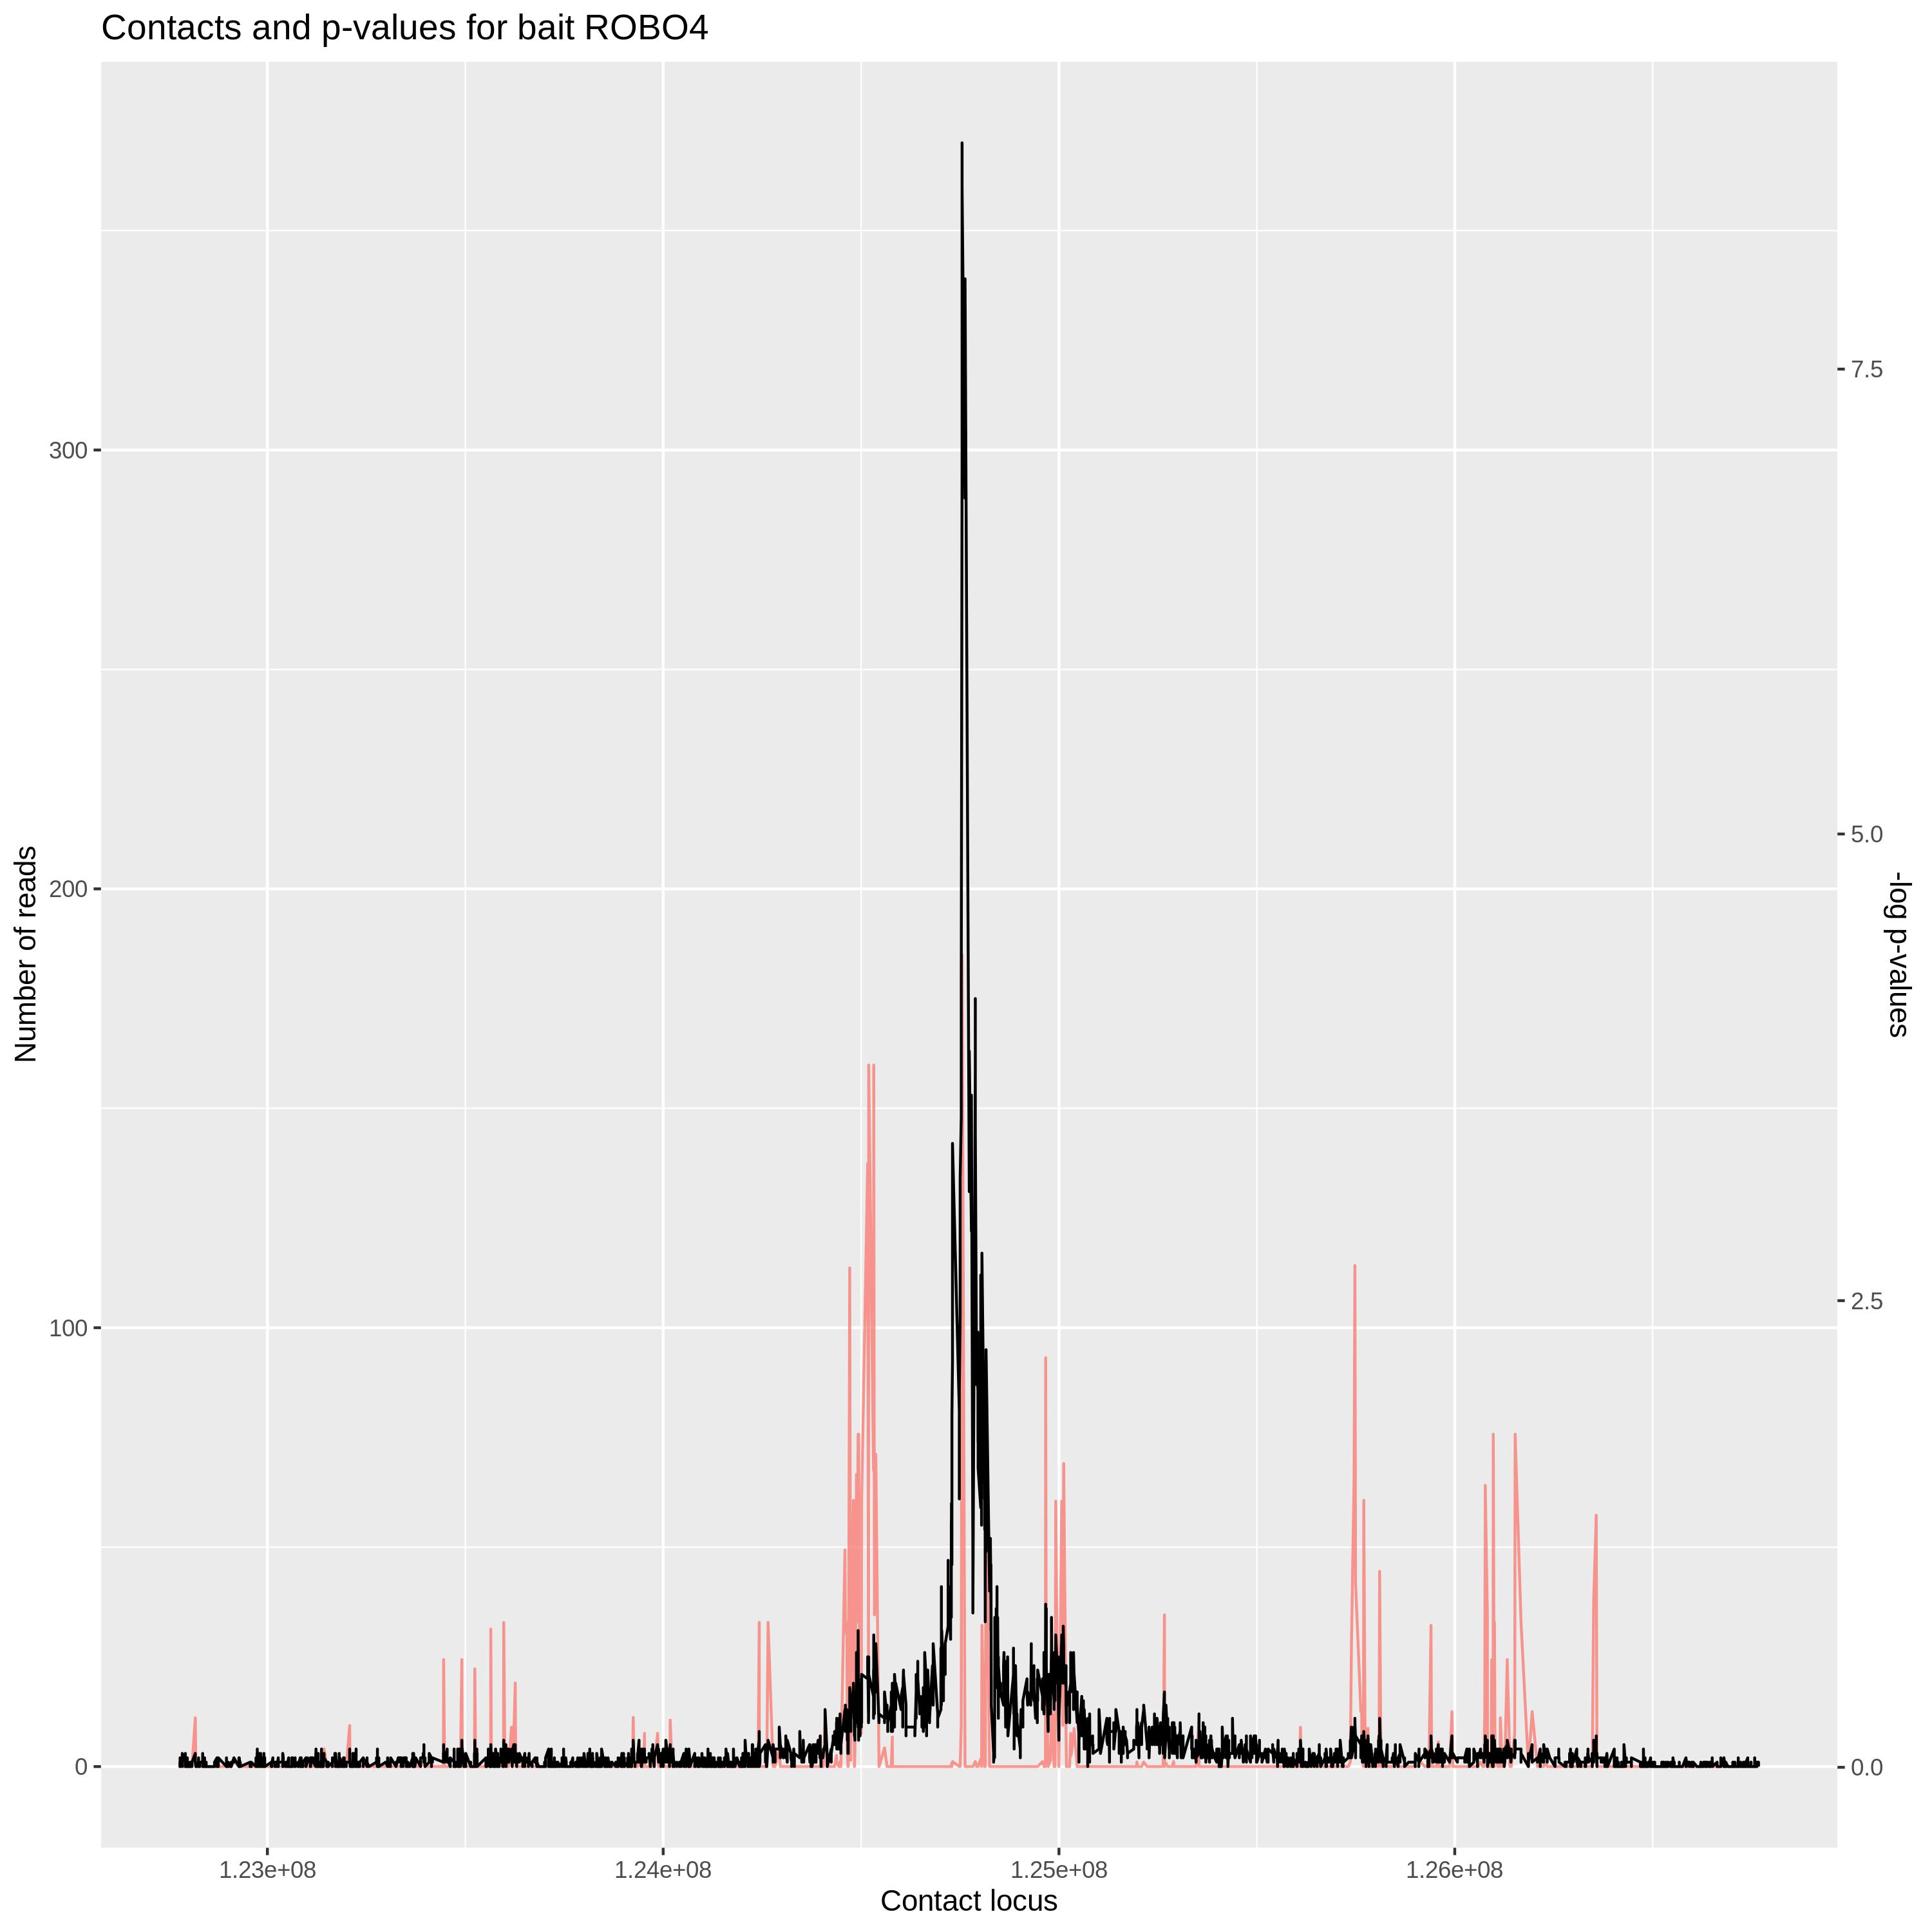 Contacts and p-values for bait ROBO4
Number of reads
300
200
100
0
7.5
5.0
2.5
0.0
-log p-values
1.23e+08
1.24e+08
1.25e+08
1.26e+08
Contact locus